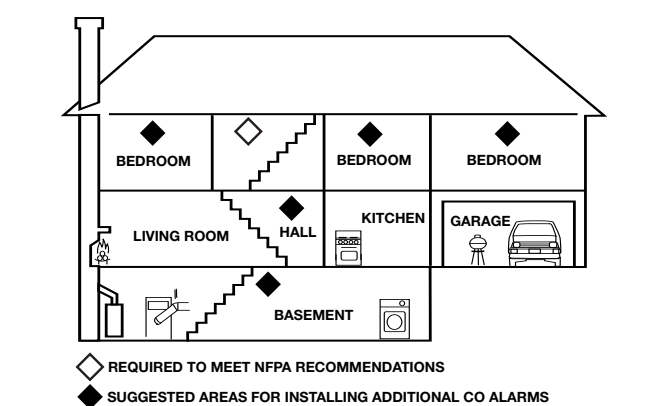 BEDROOM
BEDROOM
BEDROOM
LIVING ROOM
HALL
KITCHEN
GARAGE
BASEMENT
REQUIRED TO MEET NFPA RECOMMENDATIONS
SUGGESTED AREAS FOR INSTALLING ADDITIONAL CO ALARMS